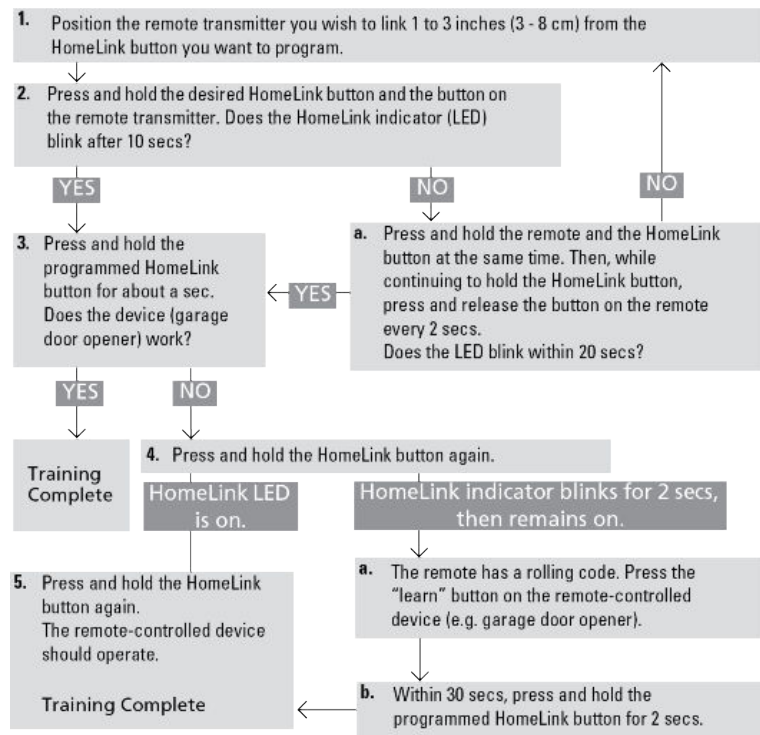 1. Position the remote transmitter you wish to link 1 to 3 inches (3 - 8 cm) from the
HomeLink button you want to program.
2. Press and hold the desired HomeLink button and the button on
the remote transmitter. Does the HomeLink indicator (LED)
blink after 10 secs?
YES
NO
NO
3. Press and hold the
programmed HomeLink
button for about a sec.
Does the device (garage
door opener) work?
YES
a. Press and hold the remote and the HomeLink
button at the same time. Then, while
continuing to hold the HomeLink button,
press and release the button on the remote
every 2 secs.
Does the LED blink within 20 secs?
YES
NO
Training
Complete
4. Press and hold the HomeLink button again.
HomeLink LED
is on.
HomeLink indicator blinks for 2 secs,
then remains on.
5. Press and hold the HomeLink
button again.
The remote-controlled device
should operate.
Training Complete
a. The remote has a rolling code. Press the
"learn" button on the remote-controlled
device (e.g. garage door opener).
b. Within 30 secs, press and hold the
programmed HomeLink button for 2 secs.